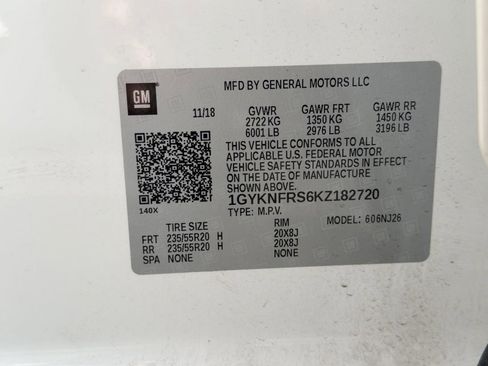 GM
MFD BY GENERAL MOTORS LLC
11/18 GVWR GAWR FRT GAWR RR
2722 KG 1350 KG 1450 KG
6001 LB 2976 LB 3196 LB
THIS VEHICLE CONFORMS TO ALL
APPLICABLE U.S. FEDERAL MOTOR
VEHICLE SAFETY STANDARDS IN
EFFECT ON THE DATE OF
MANUFACTURE SHOWN ABOVE.
1GYKNFRS6KZ182720
140X TYPE: M.P.V. MODEL: 606NJ26
TIRE SIZE RIM
FRT 235/55R20 H 20X8J
RR 235/55R20 H 20X8J
SPA NONE NONE